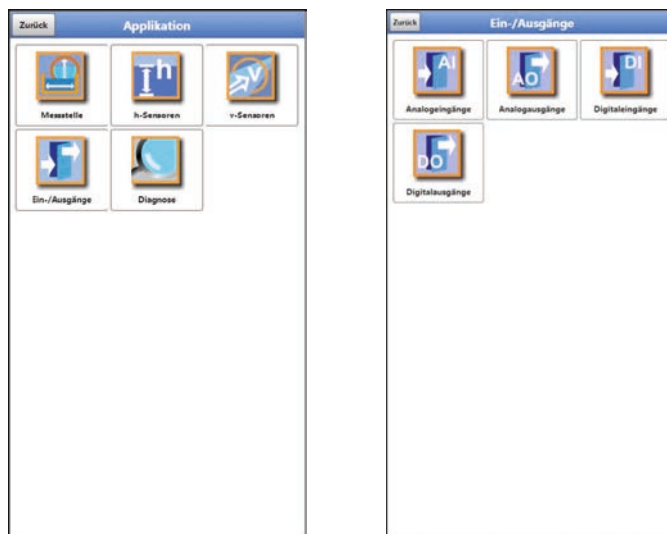 Zurück Applikation
h
v
Messstelle h-Sensoren v-Sensoren
Ein-/Ausgänge Diagnose
Zurück Ein-/Ausgänge
AI AO DI
Analogeingänge Analogausgänge Digitaleingänge
DO
Digitalausgänge